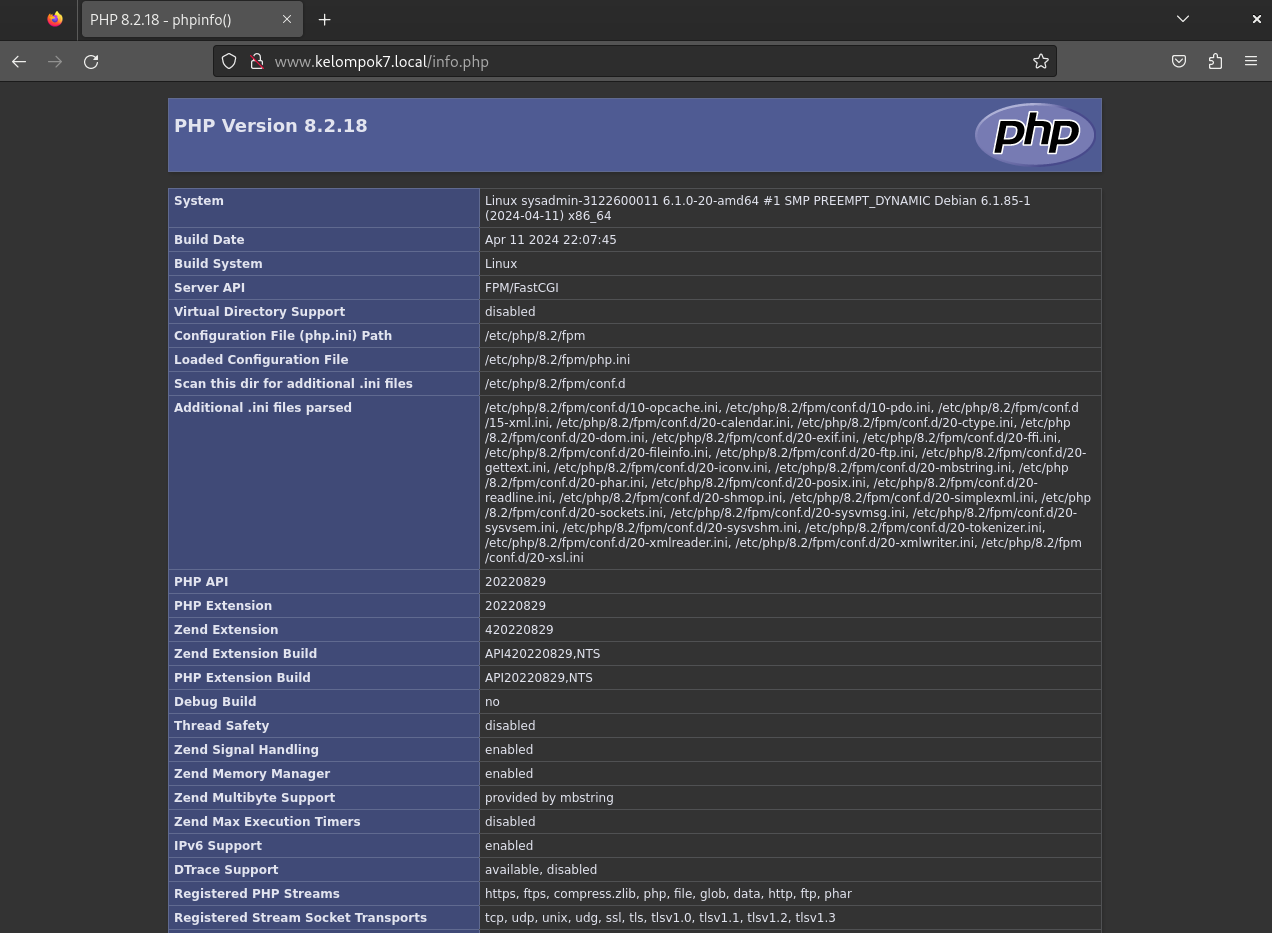 PHP 8.2.18 - phpinfo()
www.kelompok7.local/info.php
PHP Version 8.2.18
php
System Linux sysadmin-3122600011 6.1.0-20-amd64 #1 SMP PREEMPT_DYNAMIC Debian 6.1.85-1
(2024-04-11) x86_64
Build Date Apr 11 2024 22:07:45
Build System Linux
Server API FPM/FastCGI
Virtual Directory Support disabled
Configuration File (php.ini) Path /etc/php/8.2/fpm
Loaded Configuration File /etc/php/8.2/fpm/php.ini
Scan this dir for additional .ini files /etc/php/8.2/fpm/conf.d
Additional .ini files parsed /etc/php/8.2/fpm/conf.d/10-opcache.ini, /etc/php/8.2/fpm/conf.d/10-pdo.ini, /etc/php/8.2/fpm/conf.d
/15-xml.ini, /etc/php/8.2/fpm/conf.d/20-calendar.ini, /etc/php/8.2/fpm/conf.d/20-ctype.ini, /etc/php
/8.2/fpm/conf.d/20-dom.ini, /etc/php/8.2/fpm/conf.d/20-exif.ini, /etc/php/8.2/fpm/conf.d/20-ffi.ini,
/etc/php/8.2/fpm/conf.d/20-fileinfo.ini, /etc/php/8.2/fpm/conf.d/20-ftp.ini, /etc/php/8.2/fpm/conf.d/20-
gettext.ini, /etc/php/8.2/fpm/conf.d/20-iconv.ini, /etc/php/8.2/fpm/conf.d/20-mbstring.ini, /etc/php
/8.2/fpm/conf.d/20-phar.ini, /etc/php/8.2/fpm/conf.d/20-posix.ini, /etc/php/8.2/fpm/conf.d/20-
readline.ini, /etc/php/8.2/fpm/conf.d/20-shmop.ini, /etc/php/8.2/fpm/conf.d/20-simplexml.ini, /etc/php
/8.2/fpm/conf.d/20-sockets.ini, /etc/php/8.2/fpm/conf.d/20-sysvmsg.ini, /etc/php/8.2/fpm/conf.d/20-
sysvsem.ini, /etc/php/8.2/fpm/conf.d/20-sysvshm.ini, /etc/php/8.2/fpm/conf.d/20-tokenizer.ini,
/etc/php/8.2/fpm/conf.d/20-xmlreader.ini, /etc/php/8.2/fpm/conf.d/20-xmlwriter.ini, /etc/php/8.2/fpm
/conf.d/20-xsl.ini
PHP API 20220829
PHP Extension 20220829
Zend Extension 420220829
Zend Extension Build API420220829,NTS
PHP Extension Build API20220829,NTS
Debug Build no
Thread Safety disabled
Zend Signal Handling enabled
Zend Memory Manager enabled
Zend Multibyte Support provided by mbstring
Zend Max Execution Timers disabled
IPv6 Support enabled
DTrace Support available, disabled
Registered PHP Streams https, ftps, compress.zlib, php, file, glob, data, http, ftp, phar
Registered Stream Socket Transports tcp, udp, unix, udg, ssl, tls, tlsv1.0, tlsv1.1, tlsv1.2, tlsv1.3